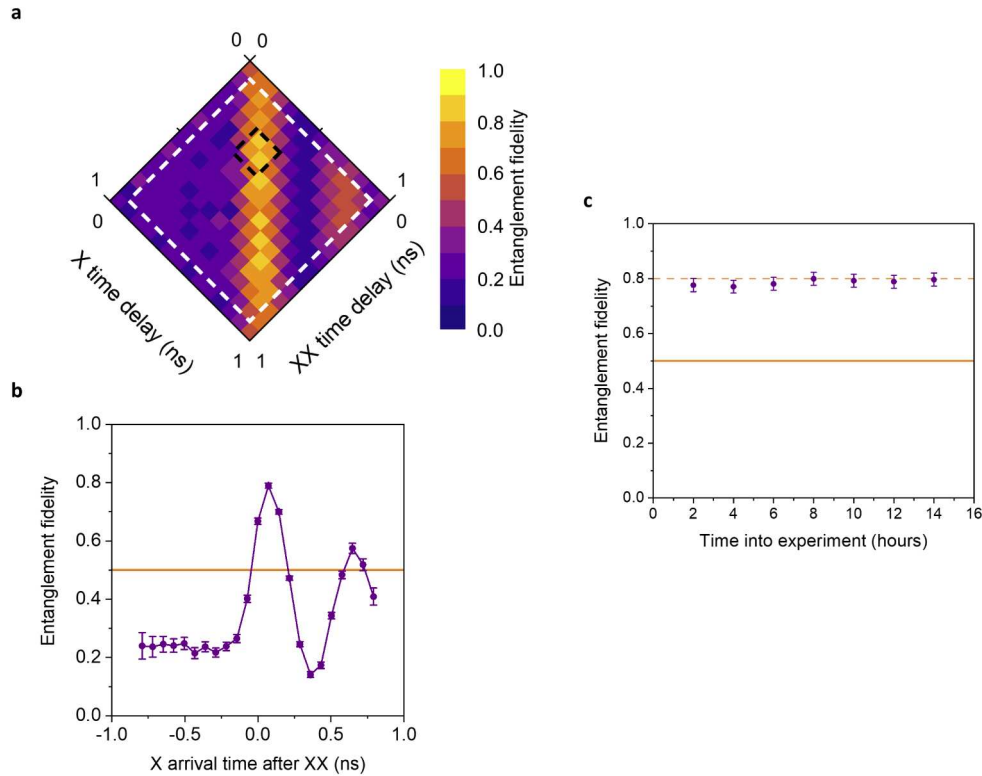 a
0 0
1.0
0.8
0.6
0.4
0.2
0.0
Entanglement fidelity
1
0
1
0
X time delay (ns)
XX time delay (ns)
1 1
b
1.0
0.8
0.6
0.4
0.2
0.0
Entanglement fidelity
-1.0 -0.5 0.0 0.5 1.0
X arrival time after XX (ns)
c
1.0
0.8
0.6
0.4
0.2
0.0
Entanglement fidelity
0 2 4 6 8 10 12 14 16
Time into experiment (hours)